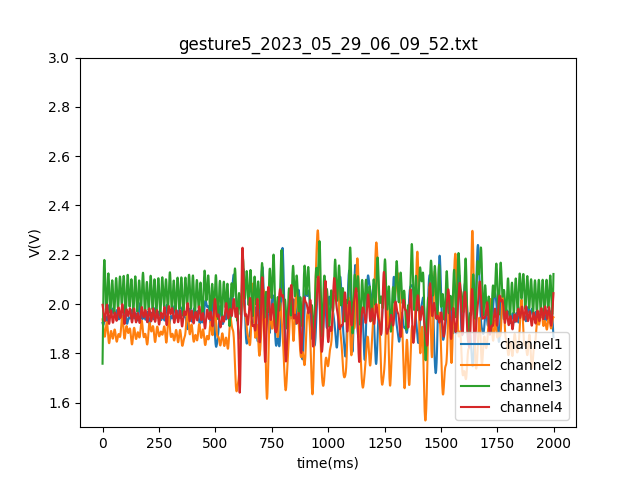 gesture5_2023_05_29_06_09_52.txt
3.0
2.8
2.6
2.4
2.2
2.0
1.8
1.6
V(V)
channel1
channel2
channel3
channel4
0 250 500 750 1000 1250 1500 1750 2000
time(ms)